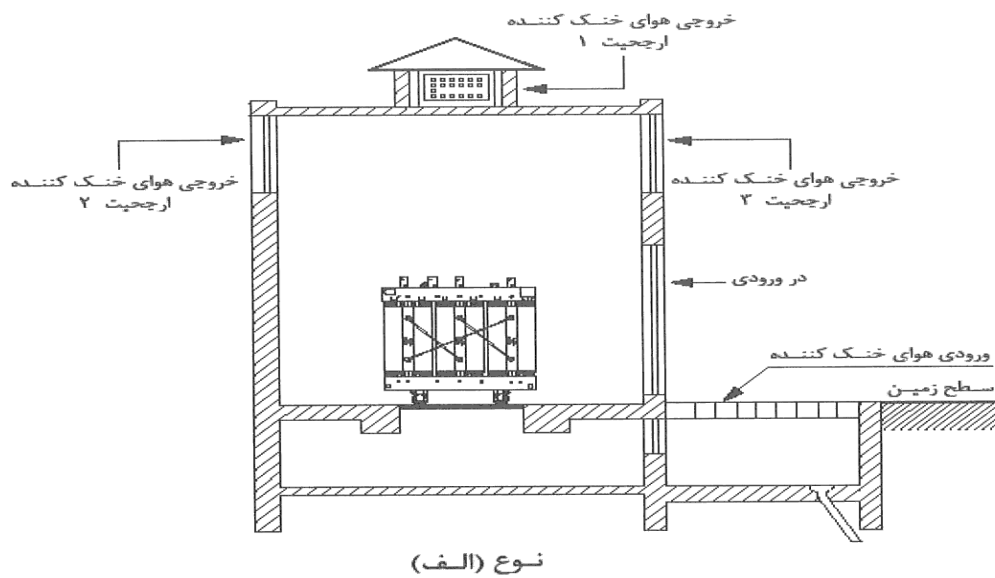 خروجی هوای خنک کننده
ارجحیت ۱
خروجی هوای خنک کننده
ارجحیت ۳
خروجی هوای خنک کننده
ارجحیت ۲
در ورودی
ورودی هوای خنک کننده
سطح زمین
نوع (الف)